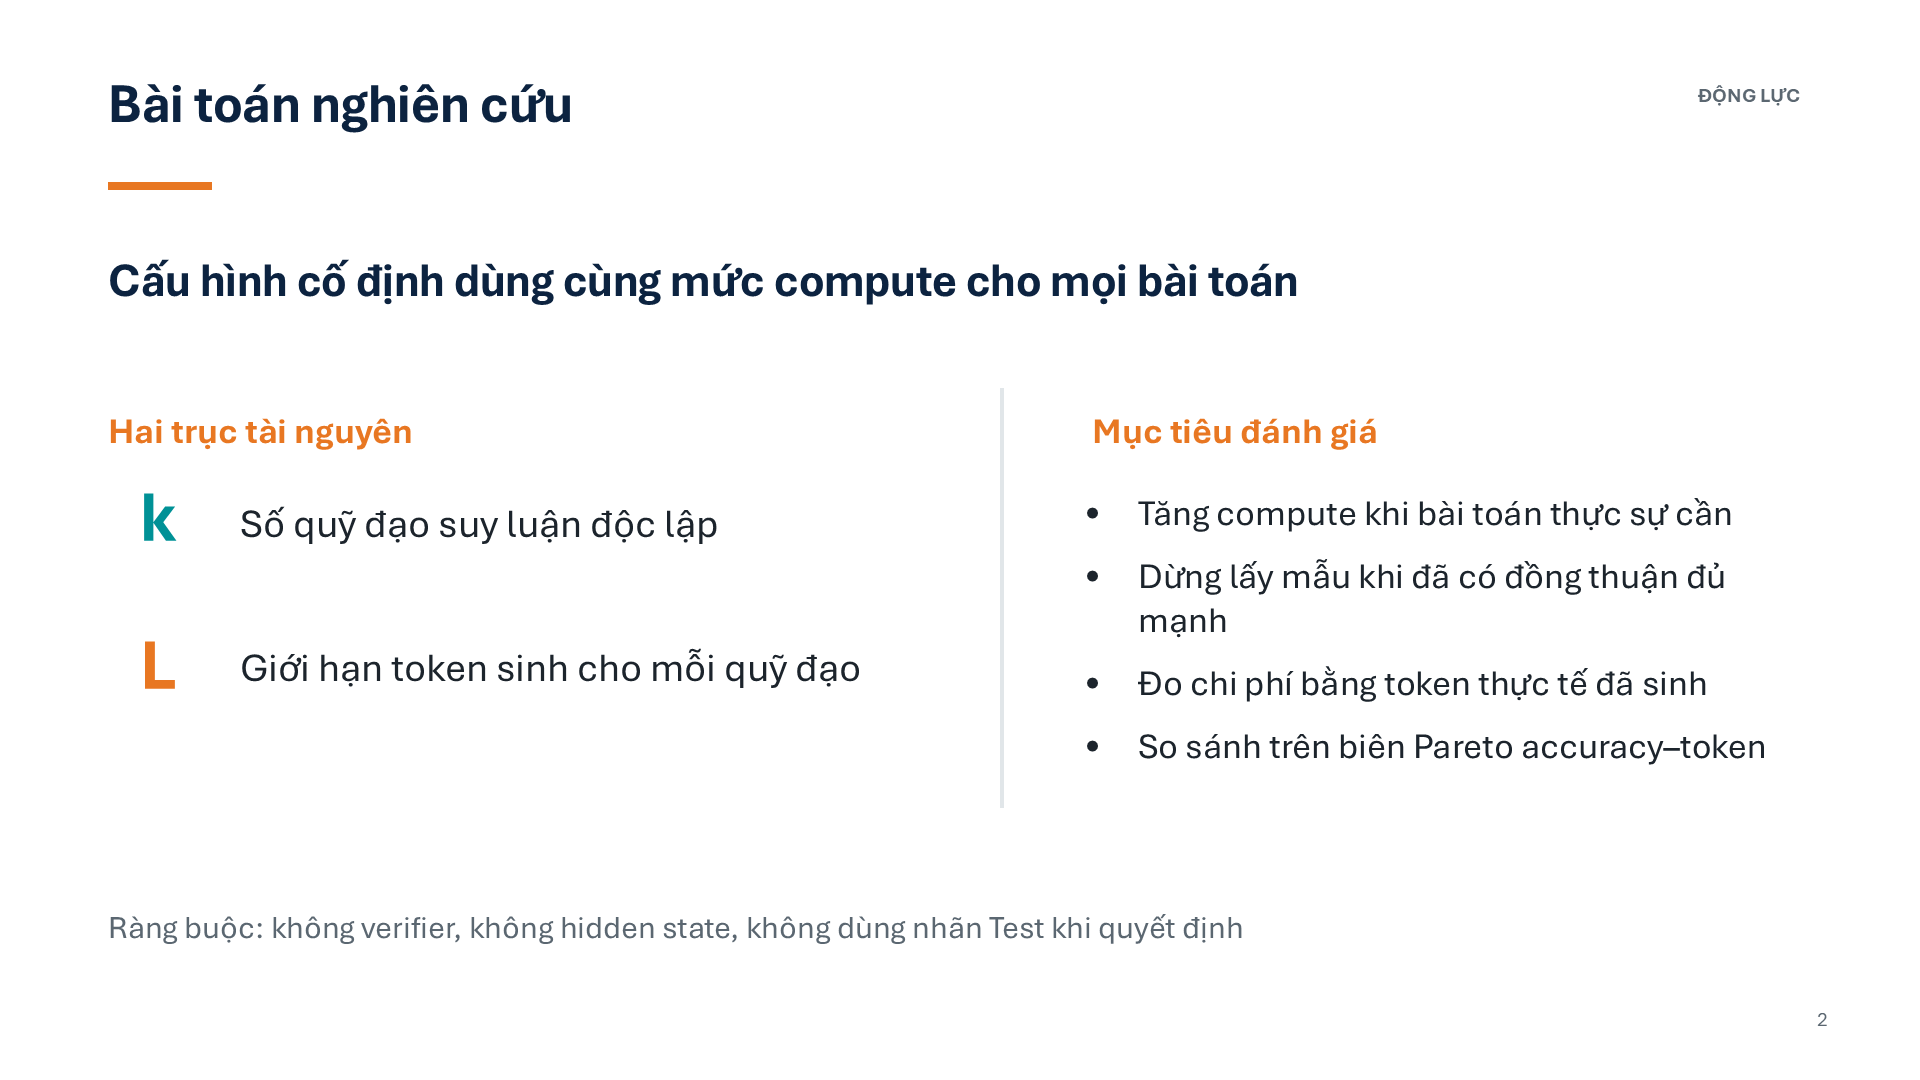 Bài toán nghiên cứu
ĐỘNG LỰC
Cấu hình cố định dùng cùng mức compute cho mọi bài toán
Hai trục tài nguyên
k
Số quỹ đạo suy luận độc lập
L
Giới hạn token sinh cho mỗi quỹ đạo
Mục tiêu đánh giá
• Tăng compute khi bài toán thực sự cần
• Dừng lấy mẫu khi đã có đồng thuận đủ
mạnh
• Đo chi phí bằng token thực tế đã sinh
• So sánh trên biên Pareto accuracy–token
Ràng buộc: không verifier, không hidden state, không dùng nhãn Test khi quyết định
2